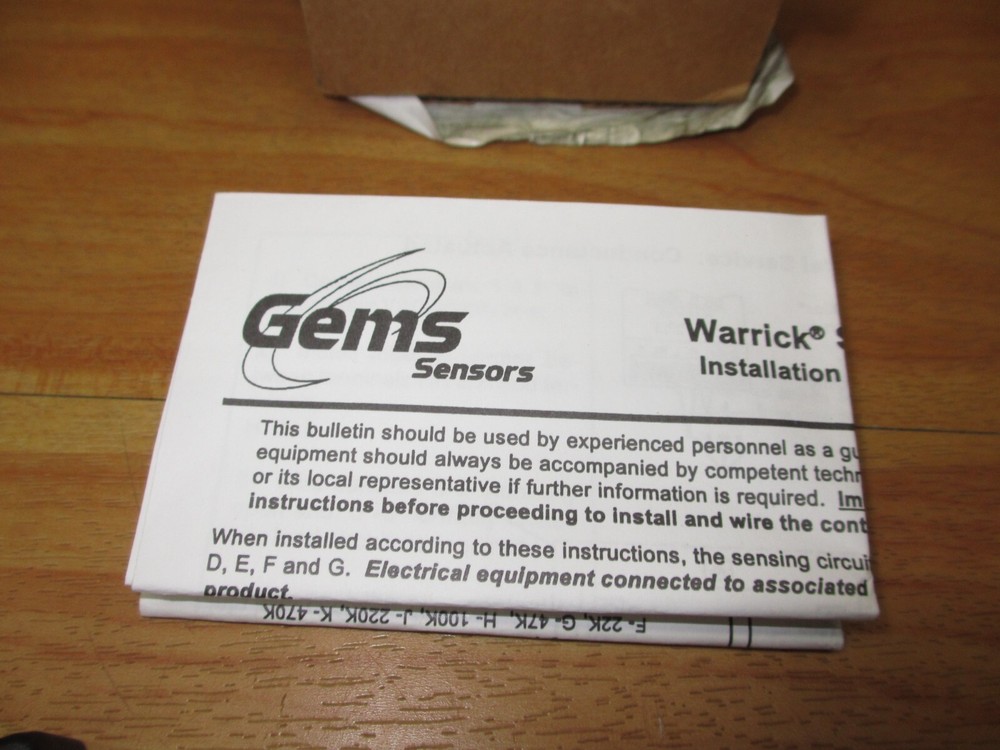 Gems
Sensors
Warrick®
Installation
This bulletin should be used by experienced personnel as a
equipment should always be accompanied by competent
or its local representative if further information is required.
instructions before proceeding to install and wire the
When installed according to these instructions, the sensing
D, E, F and G. Electrical equipment connected to associated
product.
F- 22K, G- 47K, H- 100K, J- 220K, K- 470K